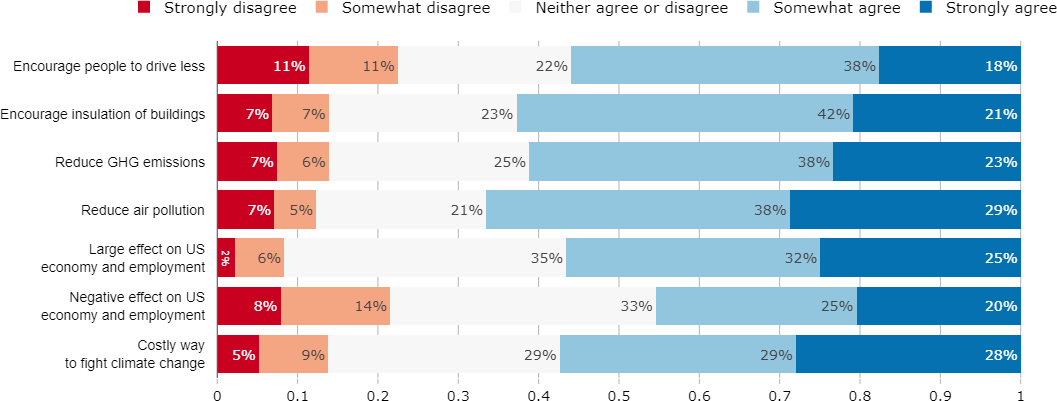 Strongly disagree Somewhat disagree Neither agree or disagree Somewhat agree Strongly agree
Encourage people to drive less 11% 11% 22% 38% 18%
Encourage insulation of buildings 7% 7% 23% 42% 21%
Reduce GHG emissions 7% 6% 25% 38% 23%
Reduce air pollution 7% 5% 21% 38% 29%
Large effect on US
economy and employment 2% 6% 35% 32% 25%
Negative effect on US
economy and employment 8% 14% 33% 25% 20%
Costly way
to fight climate change 5% 9% 29% 29% 28%
0 0.1 0.2 0.3 0.4 0.5 0.6 0.7 0.8 0.9 1